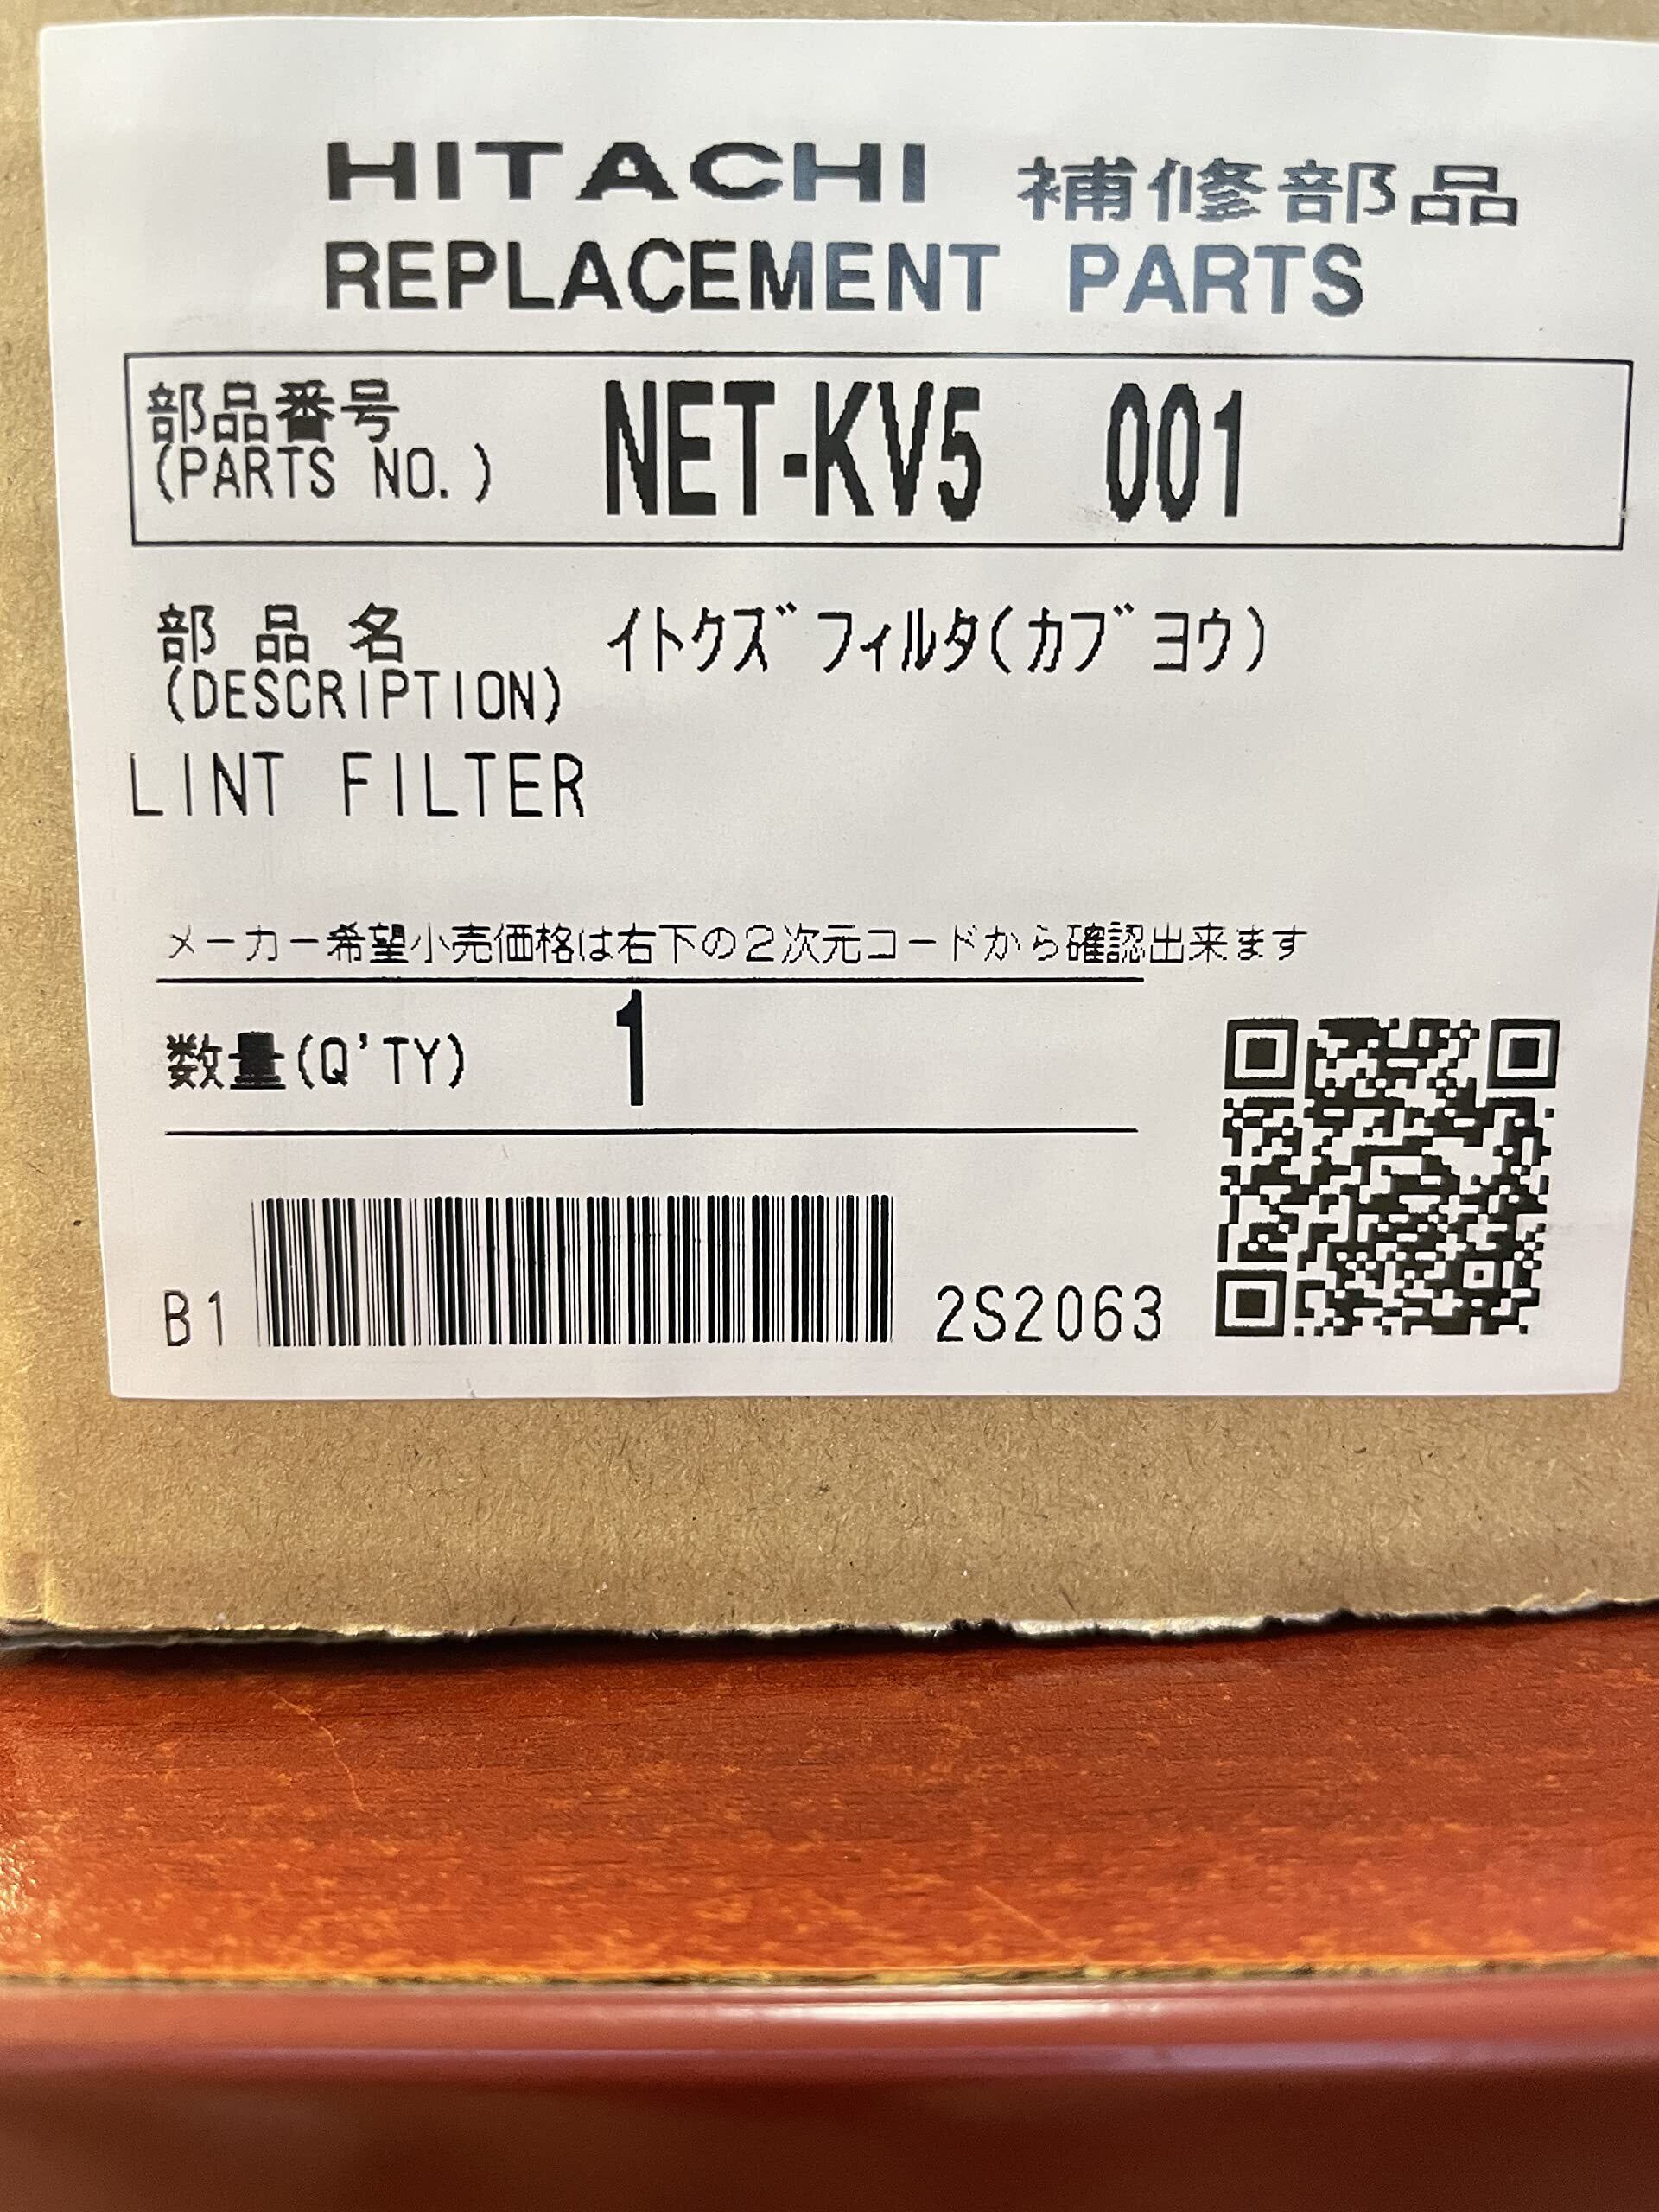 HITACHI 補修部品
REPLACEMENT PARTS
部品番号 NET-KV5 001
(PARTS NO.)
部品名 イトクズフィルタ(カブヨウ)
(DESCRIPTION)
LINT FILTER
メーカー希望小売価格は右下の2次元コードから確認出来ます
数量(Q'TY) 1
B1 2S2063